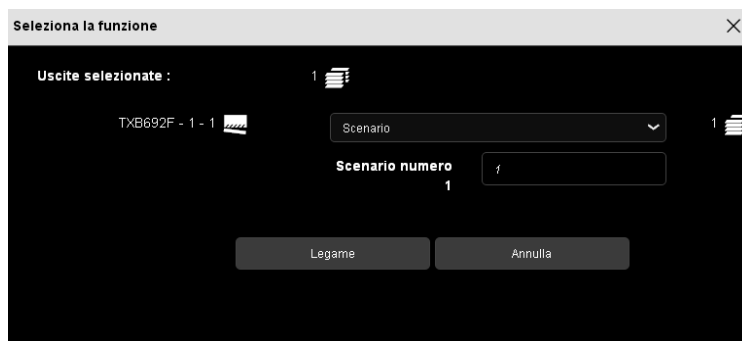 Seleziona la funzione
Uscite selezionate : 1
TXB692F - 1 - 1 Scenario 1
Scenario numero 1
1
Legame Annulla